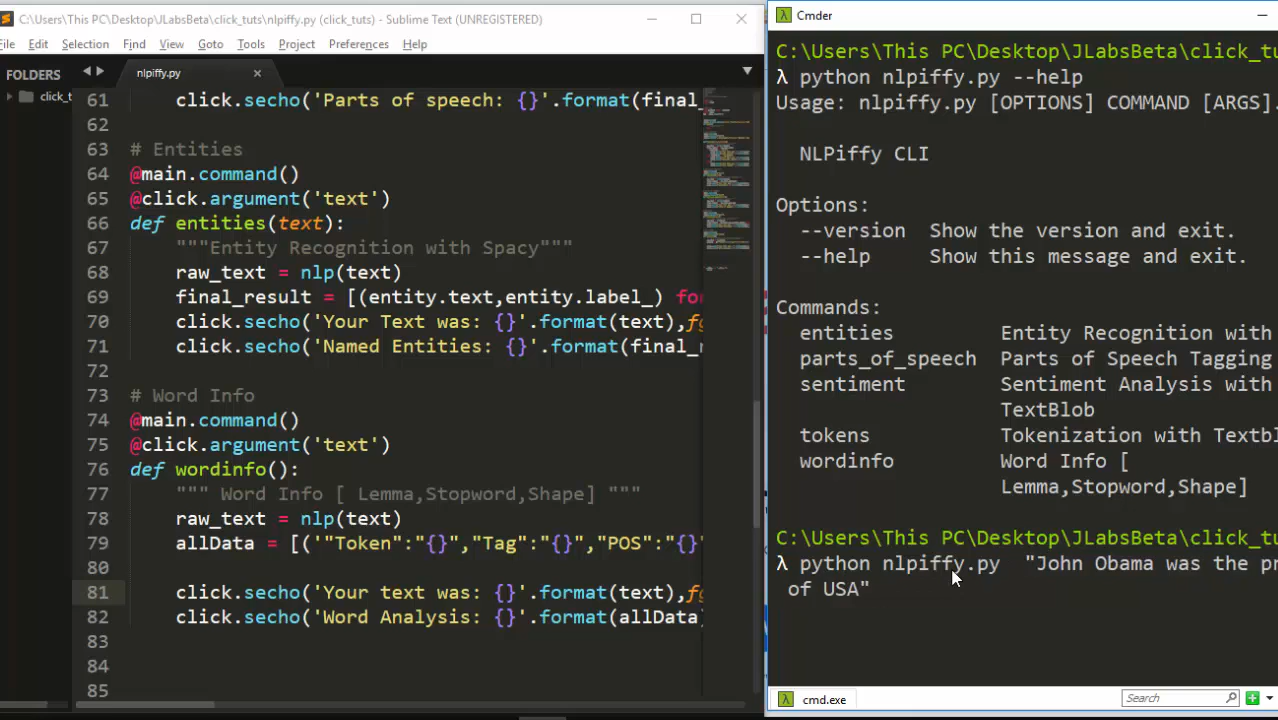 C:\Users\This PC\Desktop\JLabsBeta\click_tuts\nlpiffy.py (click_tuts) - Sublime Text (UNREGISTERED)
File Edit Selection Find View Goto Tools Project Preferences Help
FOLDERS
click_t
nlpiffy.py
61 click.secho('Parts of speech: {}'.format(final_
62
63 # Entities
64 @main.command()
65 @click.argument('text')
66 def entities(text):
67 """Entity Recognition with Spacy"""
68 raw_text = nlp(text)
69 final_result = [(entity.text,entity.label_) fo
70 click.secho('Your Text was: {}'.format(text),fg
71 click.secho('Named Entities: {}'.format(final_r
72
73 # Word Info
74 @main.command()
75 @click.argument('text')
76 def wordinfo():
77 """ Word Info [ Lemma,Stopword,Shape] """
78 raw_text = nlp(text)
79 allData = [('"Token":"{}","Tag":"{}","POS":"{}"
80
81 click.secho('Your text was: {}'.format(text),fg
82 click.secho('Word Analysis: {}'.format(allData)
83
84
85
Cmder
C:\Users\This PC\Desktop\JLabsBeta\click_tu
λ python nlpiffy.py --help
Usage: nlpiffy.py [OPTIONS] COMMAND [ARGS].
NLPiffy CLI
Options:
--version Show the version and exit.
--help Show this message and exit.
Commands:
entities Entity Recognition with
parts_of_speech Parts of Speech Tagging
sentiment Sentiment Analysis with
TextBlob
tokens Tokenization with Textbl
wordinfo Word Info [
Lemma,Stopword,Shape]
C:\Users\This PC\Desktop\JLabsBeta\click_tu
λ python nlpiffy.py "John Obama was the pr
of USA"
cmd.exe
Search